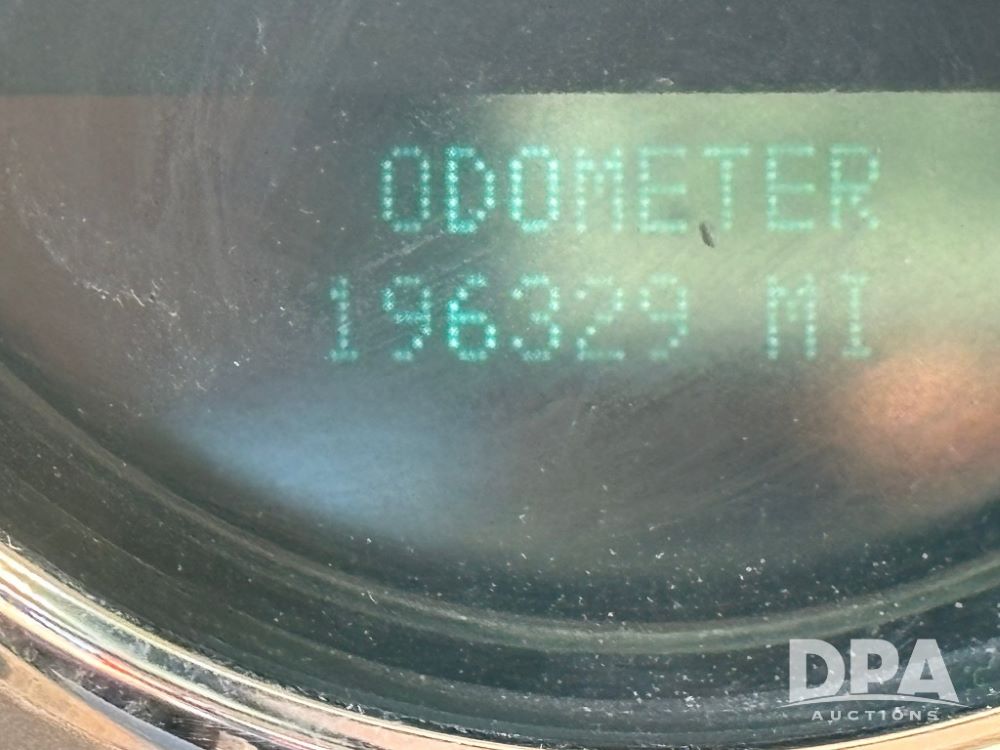 ODOMETER
196329 MI
DPA
AUCTIONS